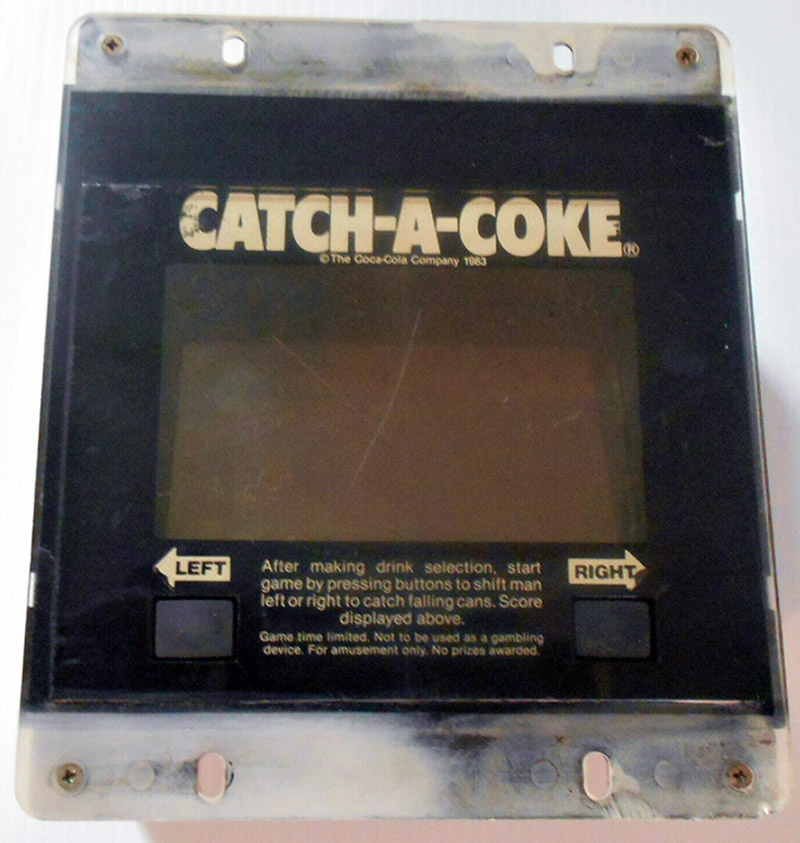 CATCH-A-COKE®
©The Coca-Cola Company 1983
LEFT
After making drink selection, start
game by pressing buttons to shift man
left or right to catch falling cans. Score
displayed above.
Game time limited. Not to be used as a gambling
device. For amusement only. No prizes awarded.
RIGHT